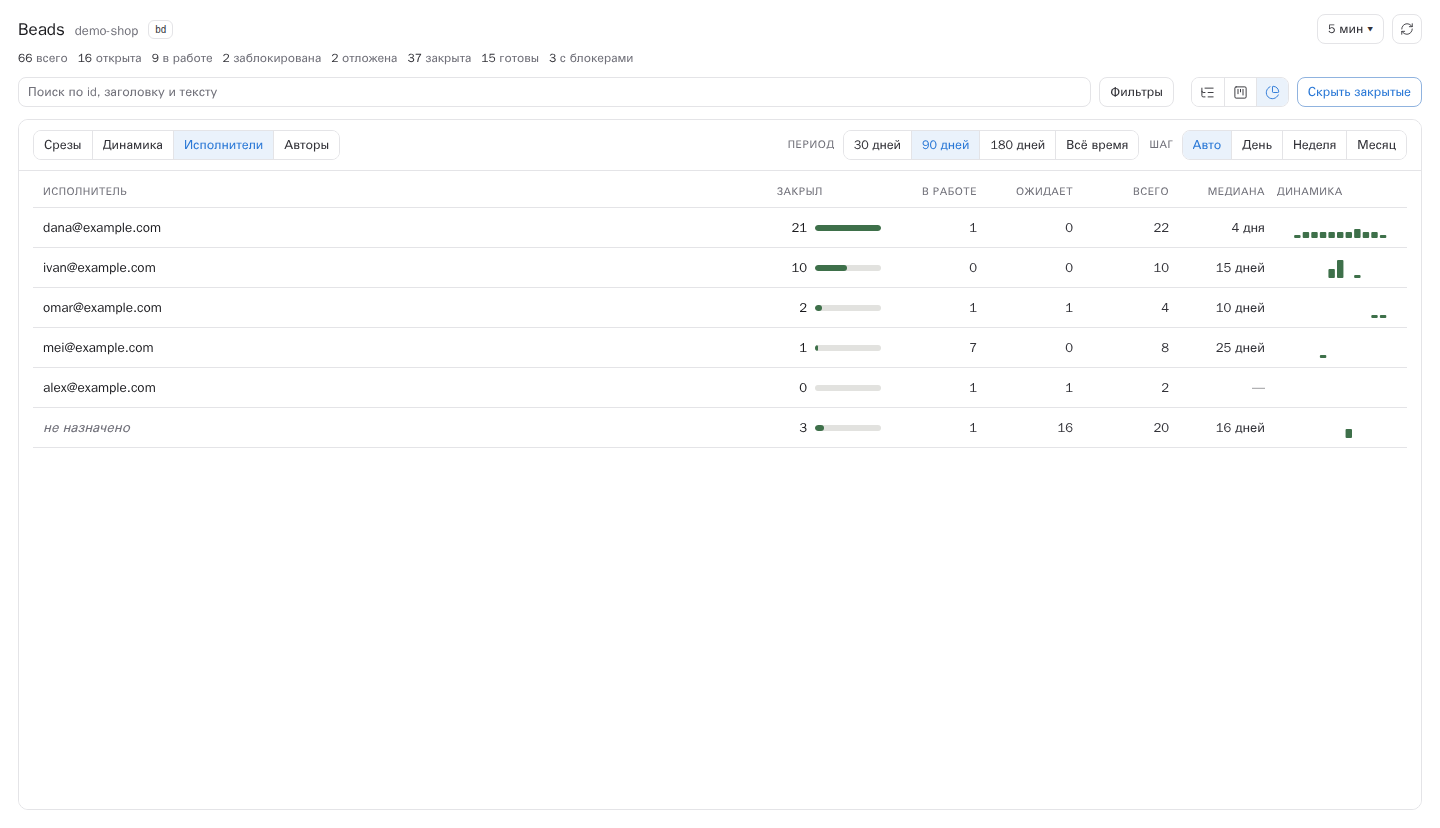 Beads demo-shop bd 5 мин
66 всего 16 открыта 9 в работе 2 заблокирована 2 отложена 37 закрыта 15 готовы 3 с блокерами
Поиск по id, заголовку и тексту Фильтры Скрыть закрытые
Срезы Динамика Исполнители Авторы ПЕРИОД 30 дней 90 дней 180 дней Всё время ШАГ Авто День Неделя Месяц
ИСПОЛНИТЕЛЬ ЗАКРЫЛ В РАБОТЕ ОЖИДАЕТ ВСЕГО МЕДИАНА ДИНАМИКА
dana@example.com 21 1 0 22 4 дня
ivan@example.com 10 0 0 10 15 дней
omar@example.com 2 1 1 4 10 дней
mei@example.com 1 7 0 8 25 дней
alex@example.com 0 1 1 2 —
не назначено 3 1 16 20 16 дней